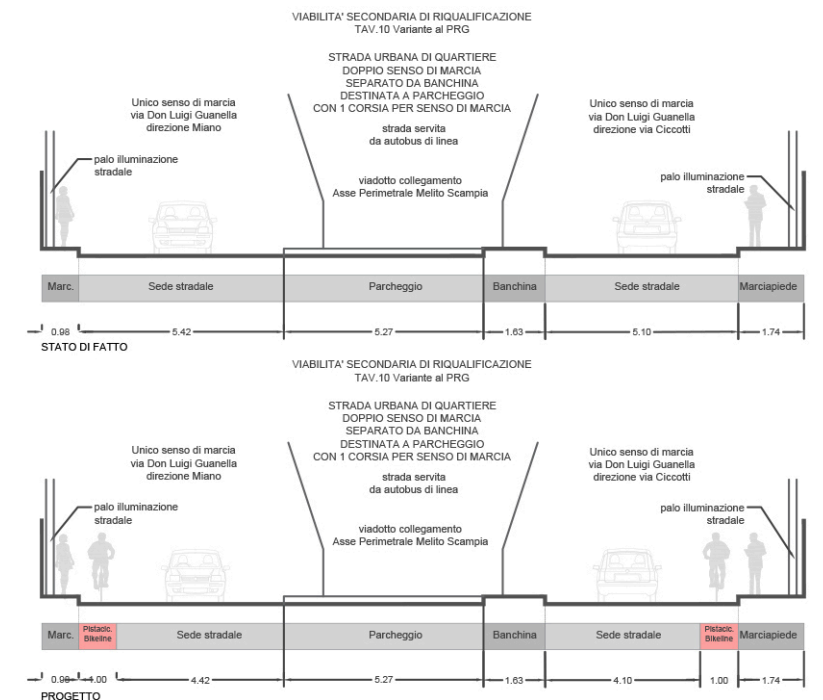 VIABILITA' SECONDARIA DI RIQUALIFICAZIONE
TAV.10 Variante al PRG
STRADA URBANA DI QUARTIERE
DOPPIO SENSO DI MARCIA
SEPARATO DA BANCHINA
DESTINATA A PARCHEGGIO
CON 1 CORSIA PER SENSO DI MARCIA
Unico senso di marcia
via Don Luigi Guanella
direzione Miano
strada servita
da autobus di linea
Unico senso di marcia
via Don Luigi Guanella
direzione via Ciccotti
palo illuminazione
stradale
viadotto collegamento
Asse Perimetrale Melito Scampia
palo illuminazione
stradale
Marc. Sede stradale Parcheggio Banchina Sede stradale Marciapiede
0.98 5.42 5.27 1.63 5.10 1.74
STATO DI FATTO
VIABILITA' SECONDARIA DI RIQUALIFICAZIONE
TAV.10 Variante al PRG
STRADA URBANA DI QUARTIERE
DOPPIO SENSO DI MARCIA
SEPARATO DA BANCHINA
DESTINATA A PARCHEGGIO
CON 1 CORSIA PER SENSO DI MARCIA
Unico senso di marcia
via Don Luigi Guanella
direzione Miano
strada servita
da autobus di linea
Unico senso di marcia
via Don Luigi Guanella
direzione via Ciccotti
palo illuminazione
stradale
viadotto collegamento
Asse Perimetrale Melito Scampia
palo illuminazione
stradale
Marc. Pistacic. Bikeline Sede stradale Parcheggio Banchina Sede stradale Pistacic. Bikeline Marciapiede
0.98 1.00 4.42 5.27 1.63 4.10 1.00 1.74
PROGETTO